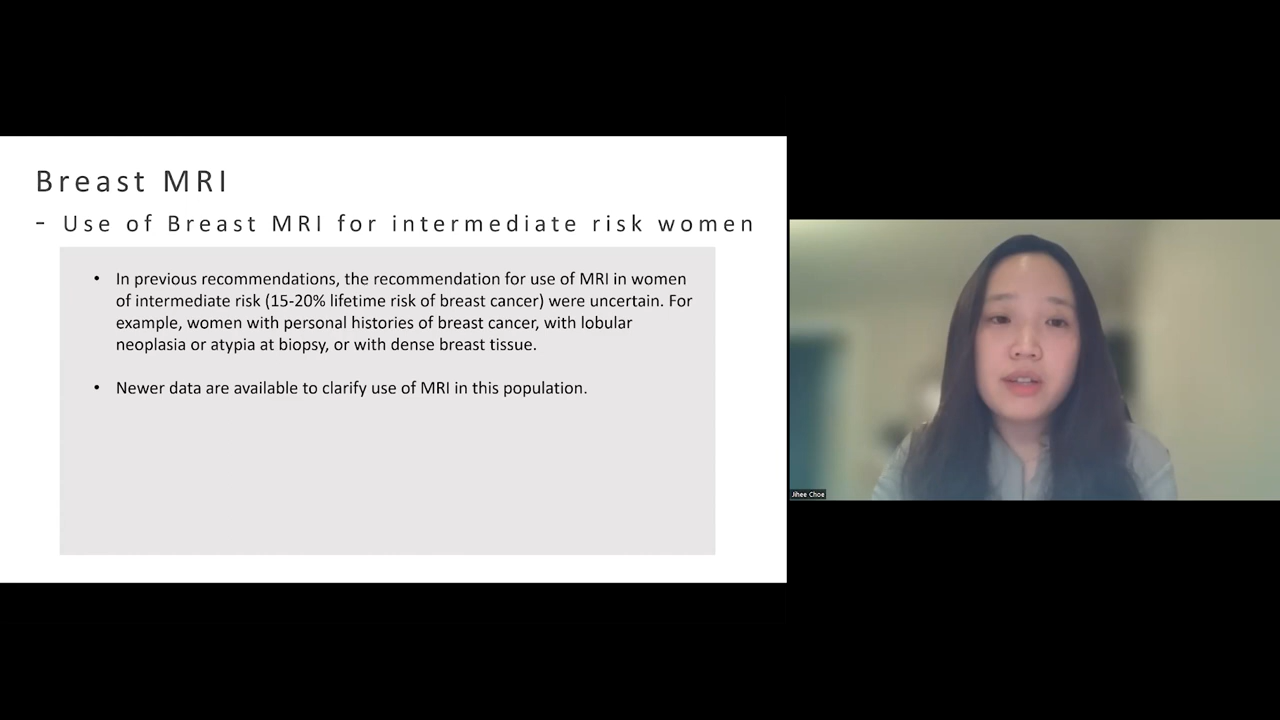 Breast MRI
- Use of Breast MRI for intermediate risk women
• In previous recommendations, the recommendation for use of MRI in women
of intermediate risk (15-20% lifetime risk of breast cancer) were uncertain. For
example, women with personal histories of breast cancer, with lobular
neoplasia or atypia at biopsy, or with dense breast tissue.
• Newer data are available to clarify use of MRI in this population.
Jihee Choe